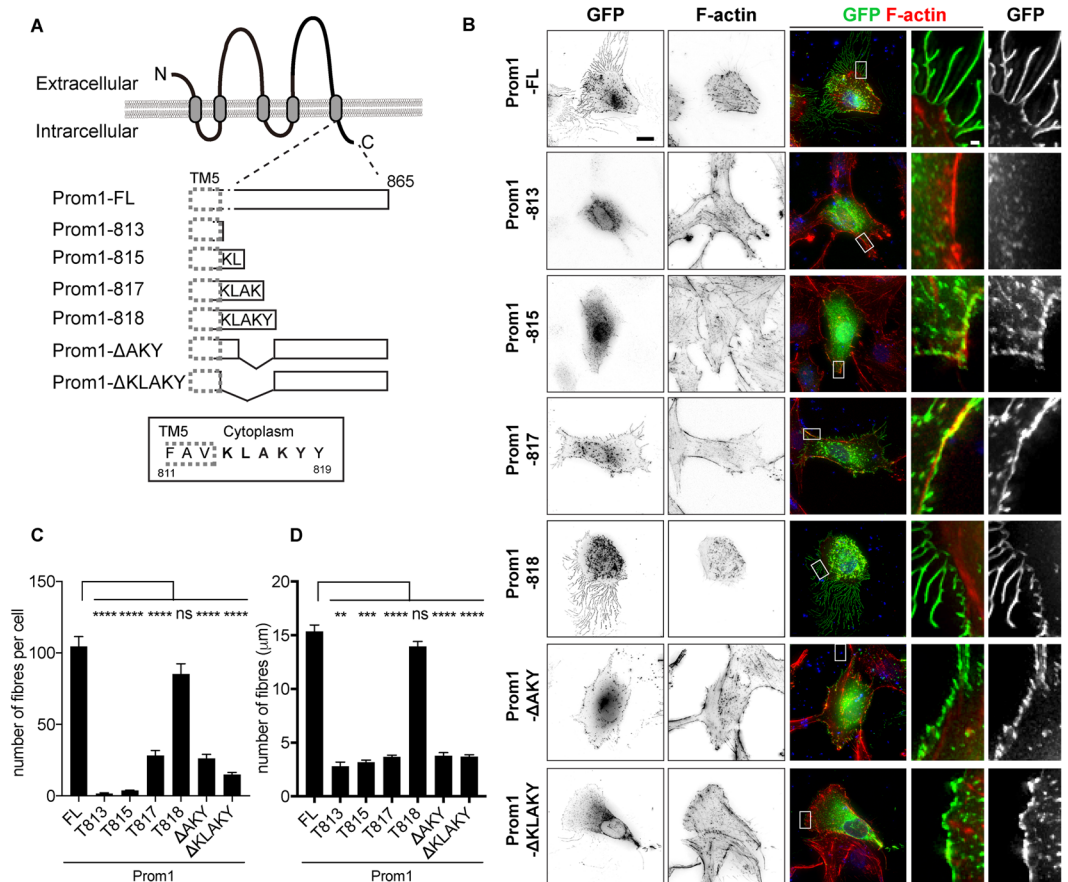 A
Extracellular
N
Intrarcellular
C
TM5
865
Prom1-FL
Prom1-813
Prom1-815
KL
Prom1-817
KLAK
Prom1-818
KLAKY
Prom1-ΔAKY
Prom1-ΔKLAKY
TM5 Cytoplasm
F A V K L A K Y Y
811 819
B
GFP F-actin GFP F-actin GFP
Prom1
-FL
Prom1
-813
Prom1
-815
Prom1
-817
Prom1
-818
Prom1
-ΔAKY
Prom1
-ΔKLAKY
C
number of fibres per cell
150
100
50
0
**** **** **** ns **** ****
FL T813 T815 T817 T818 ΔAKY ΔKLAKY
Prom1
D
number of fibres (μm)
20
15
10
5
0
** *** **** ns **** ****
FL T813 T815 T817 T818 ΔAKY ΔKLAKY
Prom1